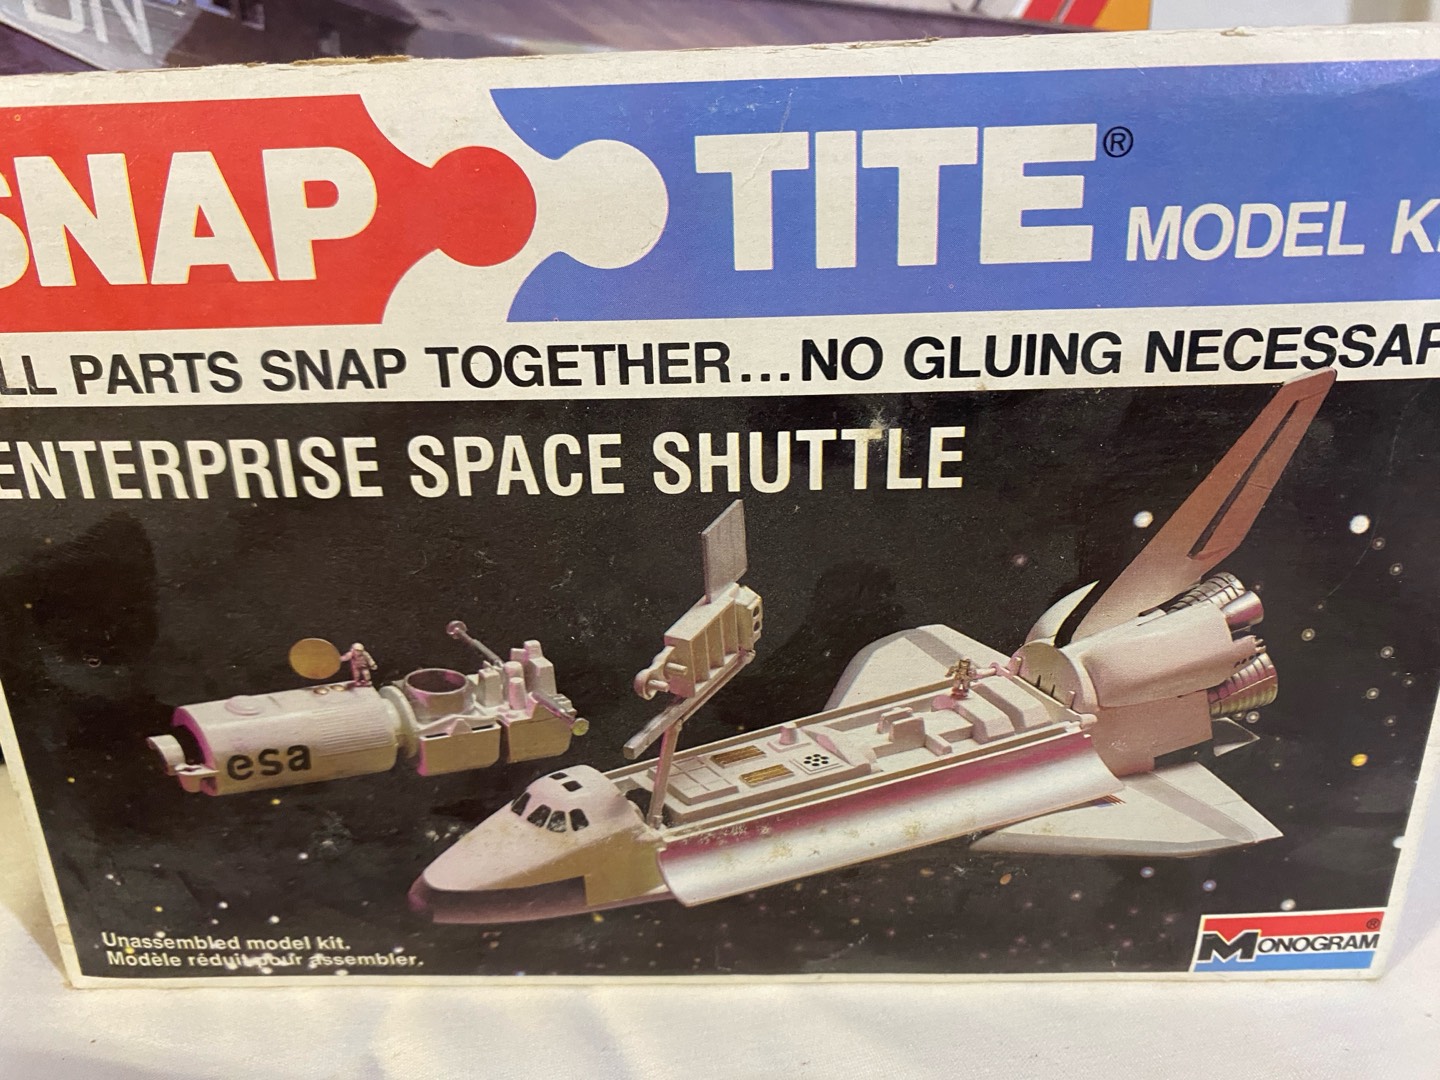 ON
SNAP TITE® MODEL K
LL PARTS SNAP TOGETHER...NO GLUING NECESSAR
ENTERPRISE SPACE SHUTTLE
esa
Unassembled model kit.
Modèle réduit pour assembler.
MONOGRAM®